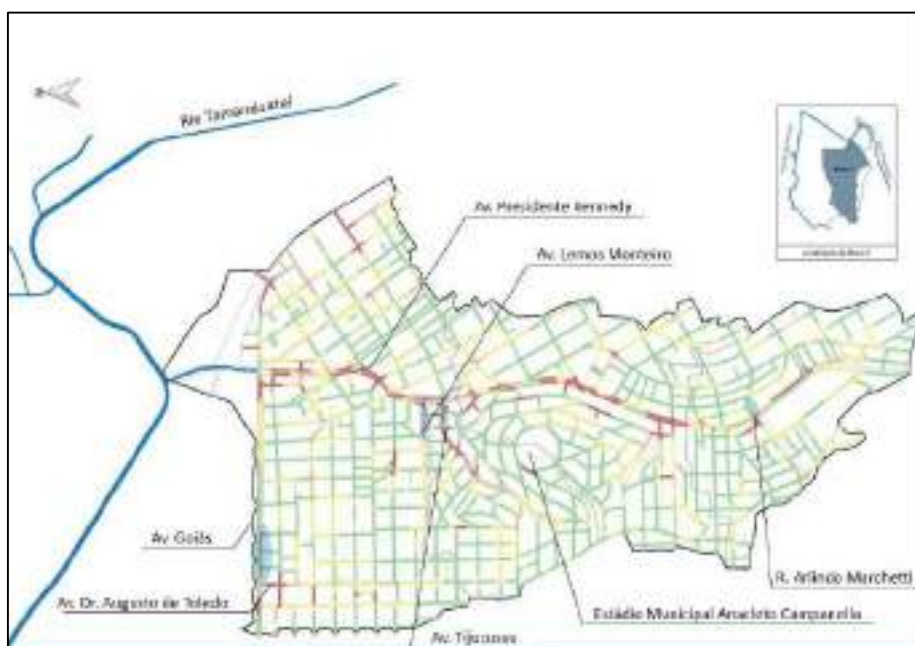 Rio Tamanduateí
Av. Presidente Kennedy
Av. Lemos Monteiro
Av. Goiás
R. Arlindo Marchetti
Av. Dr. Augusto de Toledo
Estádio Municipal Anacleto Campanella
Av. Tijucussu